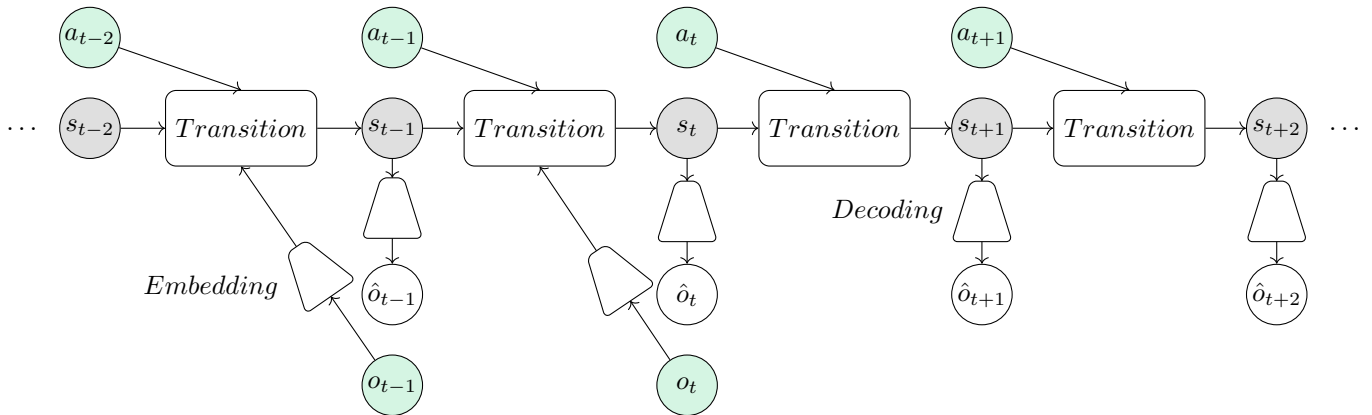 a_{t−2} a_{t−1} a_t a_{t+1}
⋯ s_{t−2} Transition s_{t−1} Transition s_t Transition s_{t+1} Transition s_{t+2} ⋯
Decoding
Embedding ô_{t−1} ô_t ô_{t+1} ô_{t+2}
o_{t−1} o_t